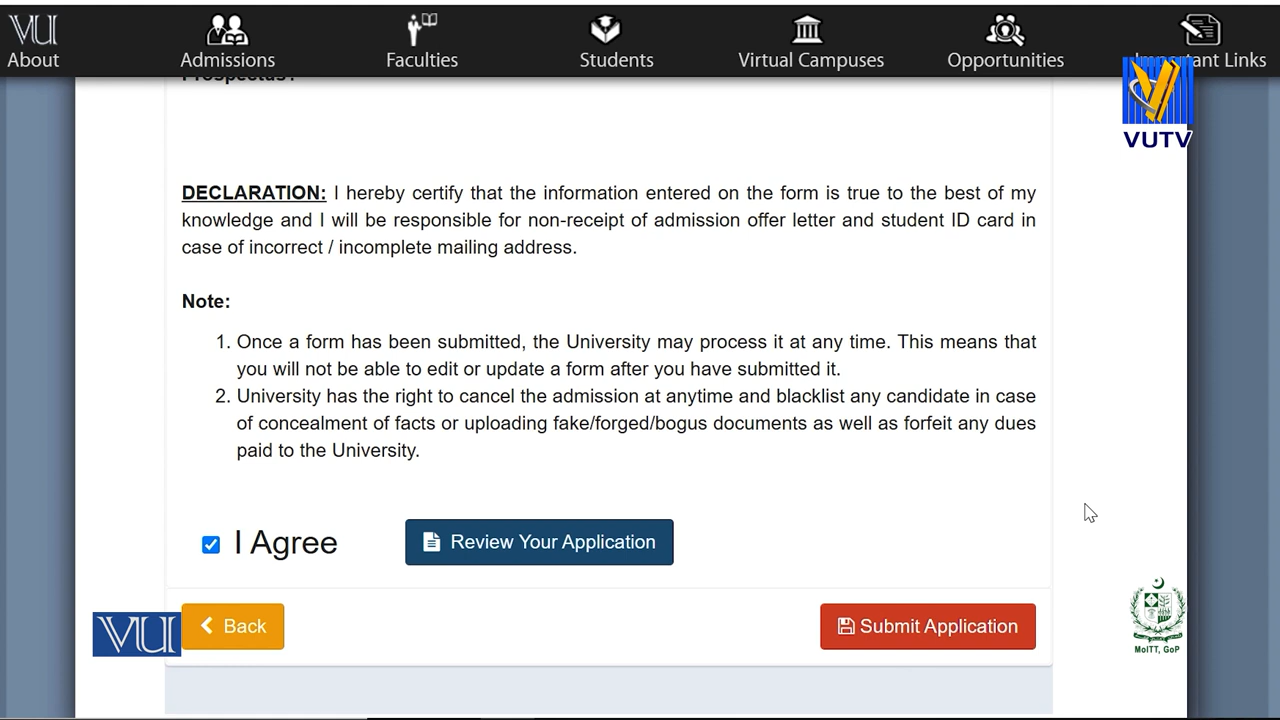 VU
About
Admissions
Faculties
Students
Virtual Campuses
Opportunities
Important Links
Prospectus?
VUTV
DECLARATION: I hereby certify that the information entered on the form is true to the best of my
knowledge and I will be responsible for non-receipt of admission offer letter and student ID card in
case of incorrect / incomplete mailing address.
Note:
1. Once a form has been submitted, the University may process it at any time. This means that
you will not be able to edit or update a form after you have submitted it.
2. University has the right to cancel the admission at anytime and blacklist any candidate in case
of concealment of facts or uploading fake/forged/bogus documents as well as forfeit any dues
paid to the University.
I Agree
Review Your Application
VU
Back
Submit Application
MoITT, GoP